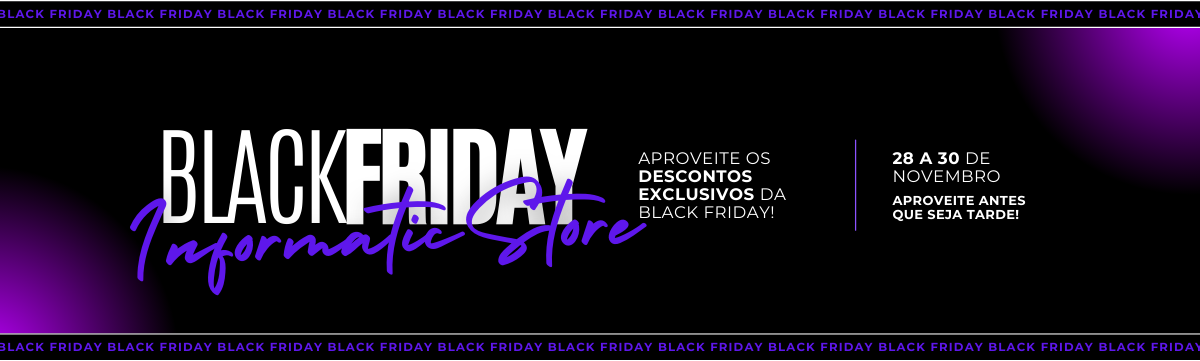 BLACK FRIDAY BLACK FRIDAY BLACK FRIDAY BLACK FRIDAY BLACK FRIDAY BLACK FRIDAY BLACK FRIDAY BLACK FRIDAY BLACK FRIDAY BLACK FRIDAY BLACK FRIDAY
BLACKFRIDAY
Informatic Store
APROVEITE OS
DESCONTOS
EXCLUSIVOS DA
BLACK FRIDAY!
28 A 30 DE
NOVEMBRO
APROVEITE ANTES
QUE SEJA TARDE!
BLACK FRIDAY BLACK FRIDAY BLACK FRIDAY BLACK FRIDAY BLACK FRIDAY BLACK FRIDAY BLACK FRIDAY BLACK FRIDAY BLACK FRIDAY BLACK FRIDAY BLACK FRIDAY